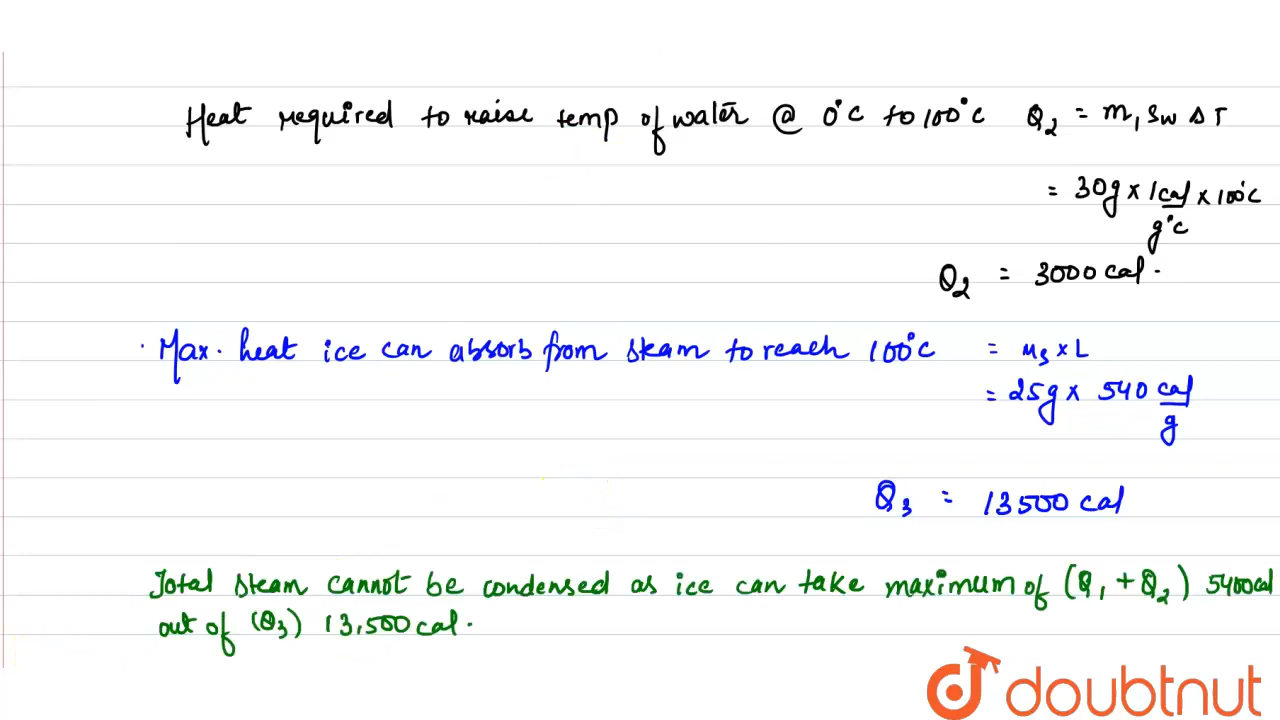 Heat required to raise temp of water @ 0°C to 100°C Q₂ = m₁ Sw Δ T
= 30g × 1cal/g°C × 100°C
Q₂ = 3000 cal.
. Max. heat ice can absorb from steam to reach 100°C = ms × L
= 25g × 540 cal/g
Q₃ = 13500 cal
Total steam cannot be condensed as ice can take maximum of (Q₁ + Q₂) 5400cal
out of (Q₃) 13,500 cal.
doubtnut